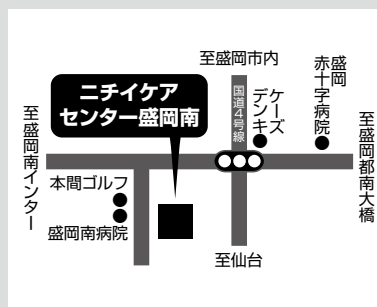 至盛岡市内
盛岡
赤十字病院
ニチイケア
センター盛岡南
国道4号線
ケーズ
デンキ
至盛岡南インター
至盛岡都南大橋
本間ゴルフ
盛岡南病院
至仙台